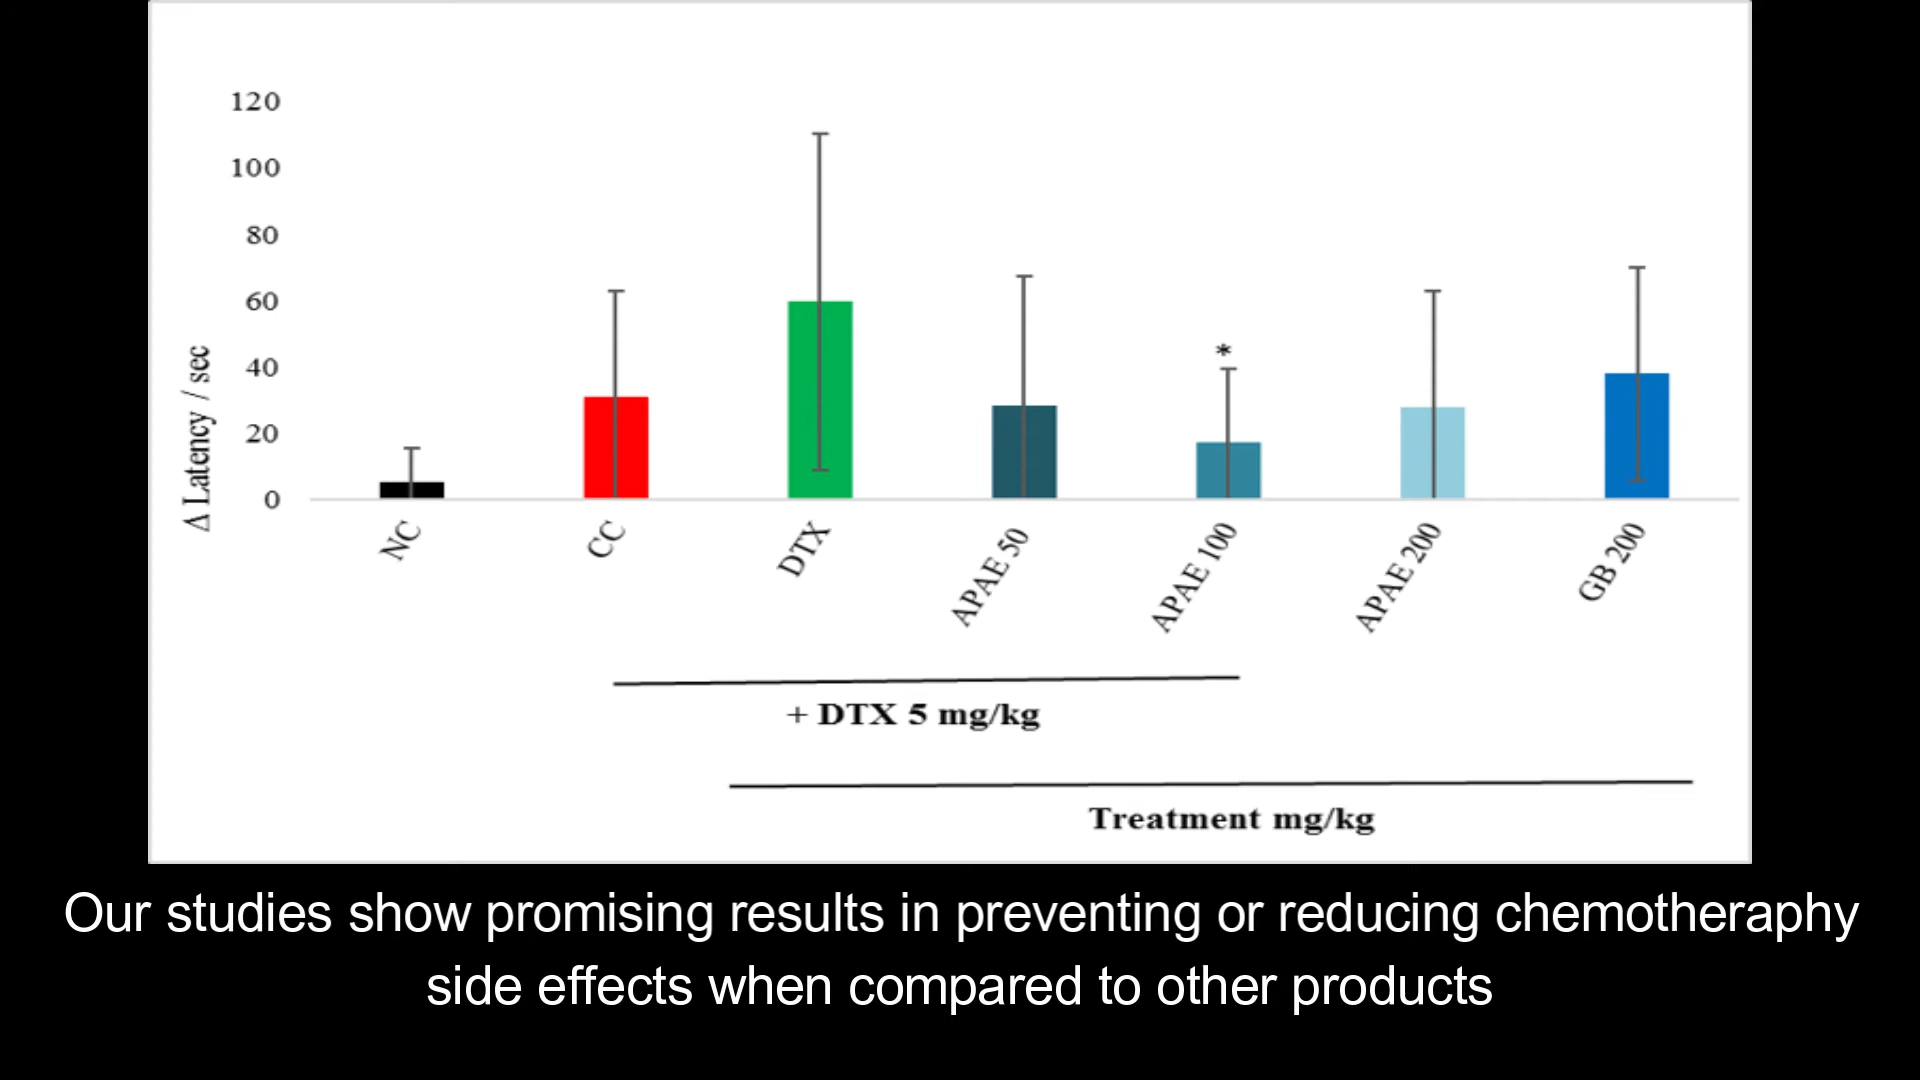 120
100
80
60
40
20
0
Δ Latency / sec
*
NC
CC
DTX
APAE 50
APAE 100
APAE 200
GB 200
+ DTX 5 mg/kg
Treatment mg/kg
Our studies show promising results in preventing or reducing chemotheraphy
side effects when compared to other products